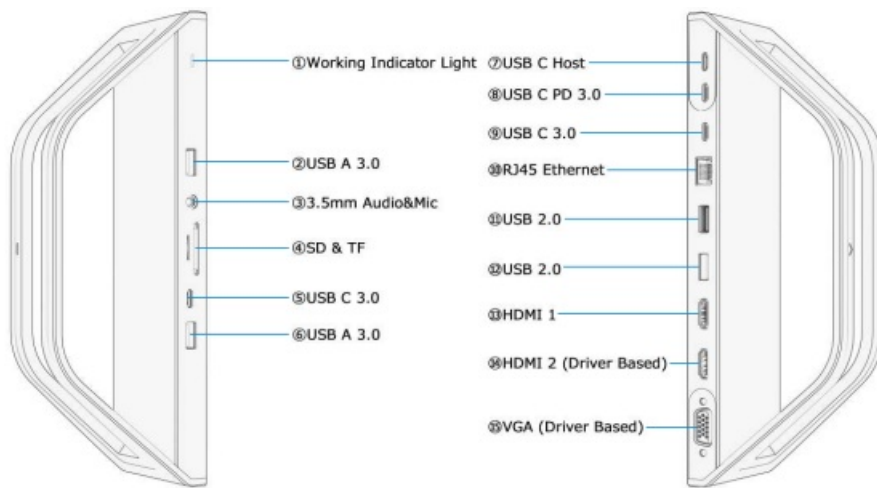 ①Working Indicator Light
②USB A 3.0
③3.5mm Audio&Mic
④SD & TF
⑤USB C 3.0
⑥USB A 3.0
⑦USB C Host
⑧USB C PD 3.0
⑨USB C 3.0
⑩RJ45 Ethernet
⑪USB 2.0
⑫USB 2.0
⑬HDMI 1
⑭HDMI 2 (Driver Based)
⑮VGA (Driver Based)